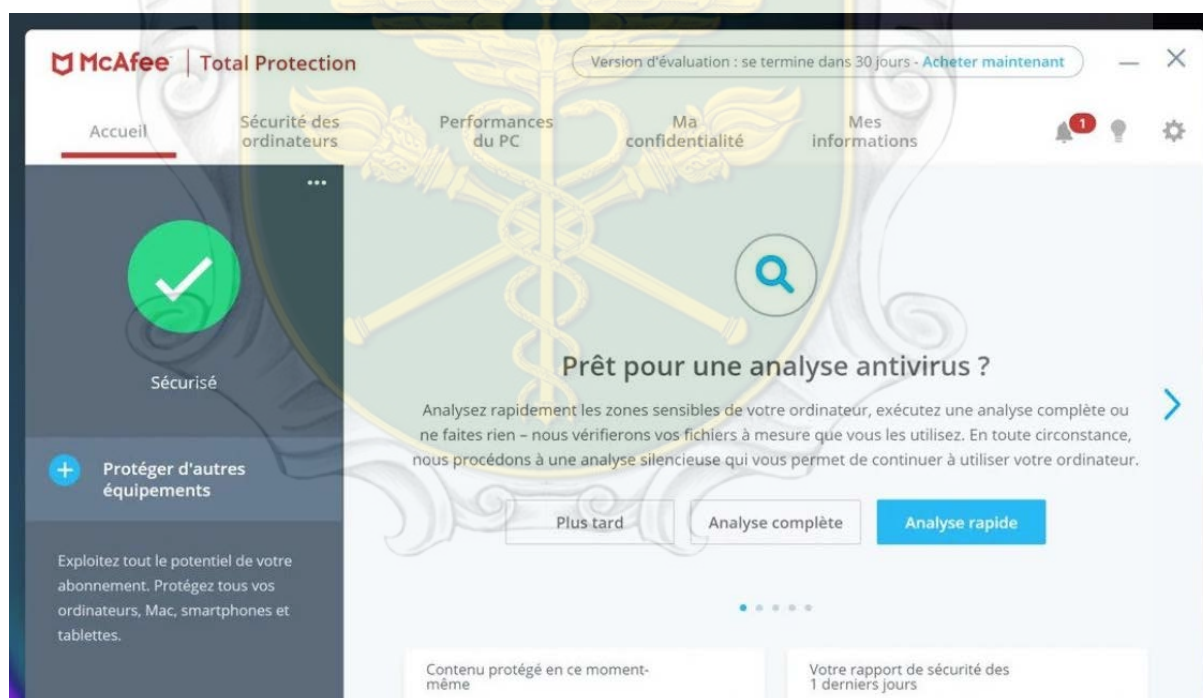 McAfee | Total Protection
Version d'évaluation : se termine dans 30 jours - Acheter maintenant
Accueil
Sécurité des
ordinateurs
Performances
du PC
Ma
confidentialité
Mes
informations
1
Sécurisé
Protéger d'autres
équipements
Exploitez tout le potentiel de votre
abonnement. Protégez tous vos
ordinateurs, Mac, smartphones et
tablettes.
Prêt pour une analyse antivirus ?
Analysez rapidement les zones sensibles de votre ordinateur, exécutez une analyse complète ou
ne faites rien – nous vérifierons vos fichiers à mesure que vous les utilisez. En toute circonstance,
nous procédons à une analyse silencieuse qui vous permet de continuer à utiliser votre ordinateur.
Plus tard
Analyse complète
Analyse rapide
Contenu protégé en ce moment-
même
Votre rapport de sécurité des
1 derniers jours